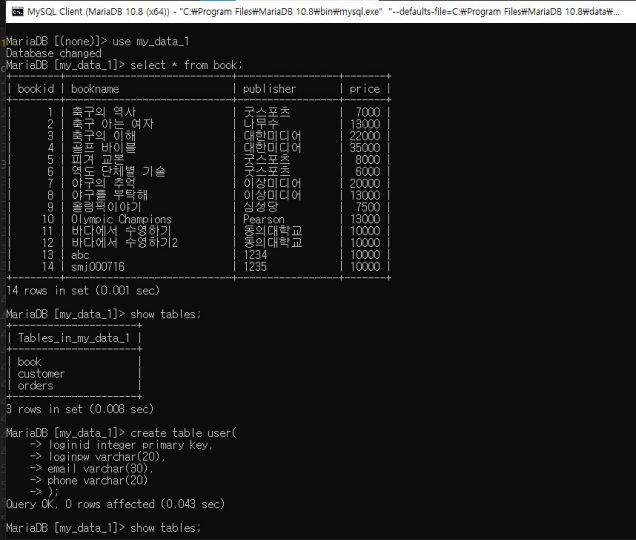 MySQL Client (MariaDB 10.8 (x64)) - "C:₩Program Files₩MariaDB 10.8₩bin₩mysql.exe" "--defaults-file=C:₩Program Files₩MariaDB 10.8₩data₩...
MariaDB [(none)]> use my_data_1
Database changed
MariaDB [my_data_1]> select * from book;
+--------+--------------------+--------------+-------+
| bookid | bookname | publisher | price |
+--------+--------------------+--------------+-------+
| 1 | 축구의 역사 | 굿스포츠 | 7000 |
| 2 | 축구 아는 여자 | 나무수 | 13000 |
| 3 | 축구의 이해 | 대한미디어 | 22000 |
| 4 | 골프 바이블 | 대한미디어 | 35000 |
| 5 | 피겨 교본 | 굿스포츠 | 8000 |
| 6 | 역도 단체별 기술 | 굿스포츠 | 6000 |
| 7 | 야구의 추억 | 이상미디어 | 20000 |
| 8 | 야구를 부탁해 | 이상미디어 | 13000 |
| 9 | 올림픽이야기 | 심성당 | 7500 |
| 10 | Olympic Champions | Pearson | 13000 |
| 11 | 바다에서 수영하기 | 동의대학교 | 10000 |
| 12 | 바다에서 수영하기2 | 동의대학교 | 10000 |
| 13 | abc | 1234 | 10000 |
| 14 | smj000716 | 1235 | 10000 |
+--------+--------------------+--------------+-------+
14 rows in set (0.001 sec)
MariaDB [my_data_1]> show tables;
+---------------------+
| Tables_in_my_data_1 |
+---------------------+
| book |
| customer |
| orders |
+---------------------+
3 rows in set (0.008 sec)
MariaDB [my_data_1]> create table user(
-> loginid integer primary key,
-> loginpw varchar(20),
-> email varchar(30),
-> phone varchar(20)
-> );
Query OK, 0 rows affected (0.043 sec)
MariaDB [my_data_1]> show tables;